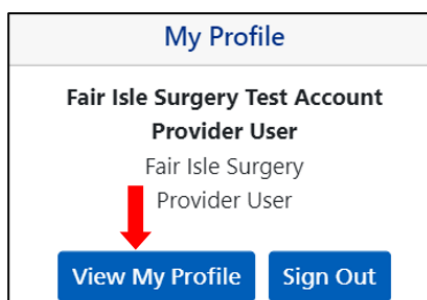 My Profile
Fair Isle Surgery Test Account
Provider User
Fair Isle Surgery
Provider User
View My Profile
Sign Out